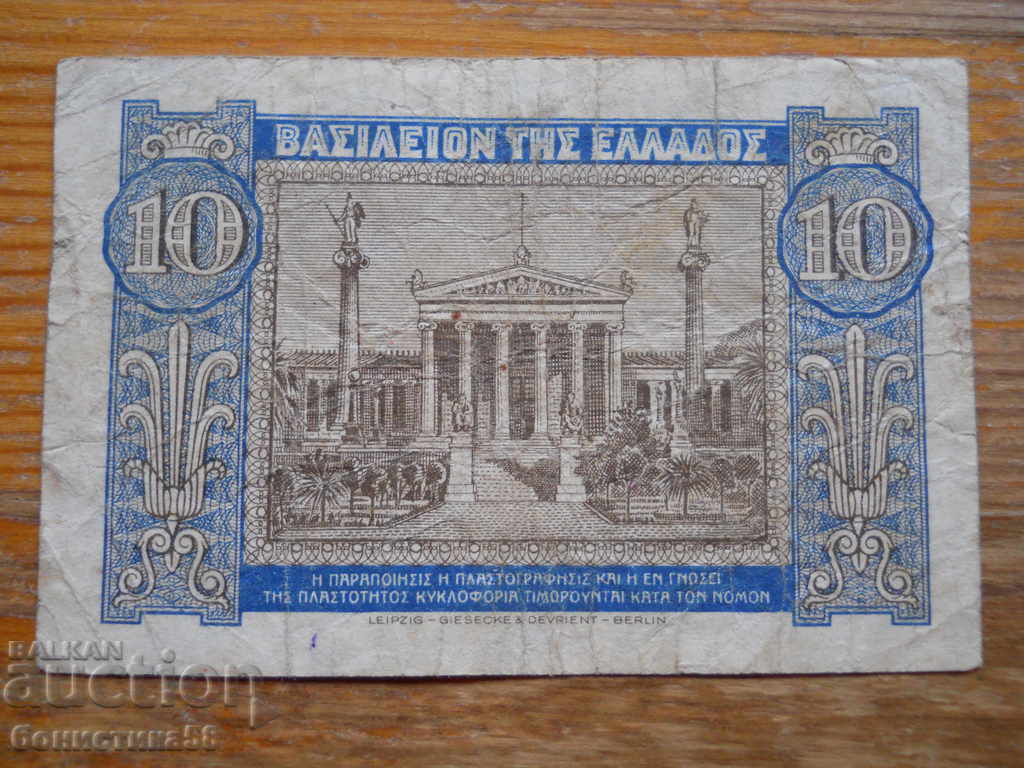 ΒΑΣΙΛΕΙΟΝ ΤΗΣ ΕΛΛΑΔΟΣ
10 10
Η ΠΑΡΑΠΟΙΗΣΙΣ Η ΠΛΑΣΤΟΓΡΑΦΗΣΙΣ ΚΑΙ Η ΕΝ ΓΝΩΣΕΙ
ΤΗΣ ΠΛΑΣΤΟΤΗΤΟΣ ΚΥΚΛΟΦΟΡΙΑ ΤΙΜΩΡΟΥΝΤΑΙ ΚΑΤΑ ΤΟΝ ΝΟΜΟΝ
LEIPZIG – GIESECKE & DEVRIENT – BERLIN
BALKAN
auction
бонистика58